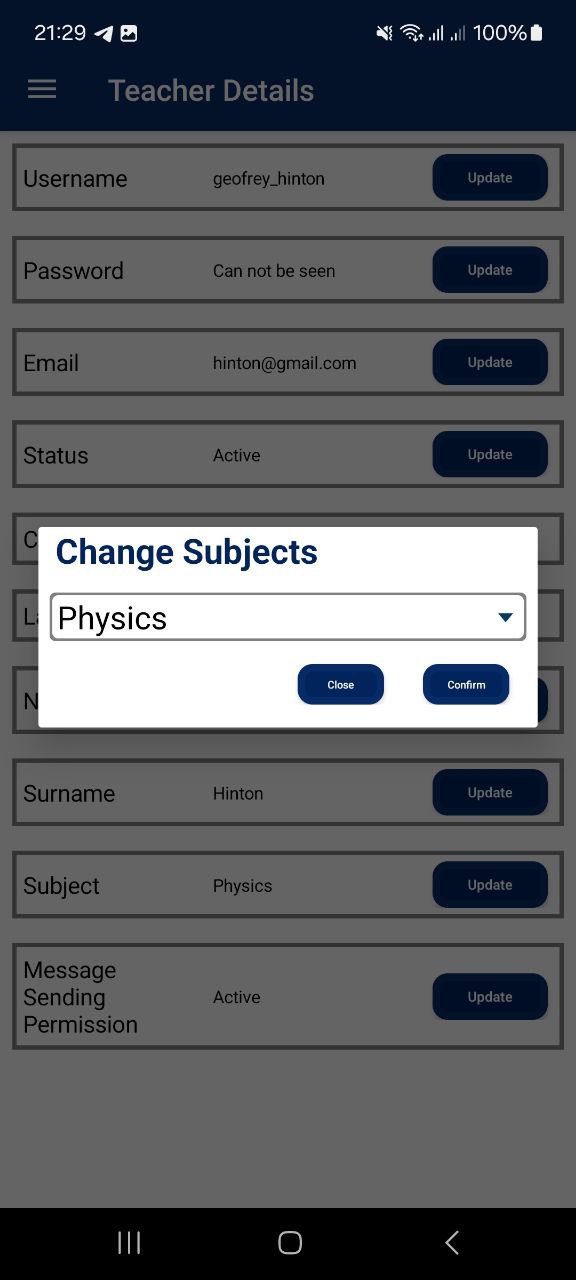 21:29 100%
Teacher Details
Username geofrey_hinton Update
Password Can not be seen Update
Email hinton@gmail.com Update
Status Active Update
Change Subjects
Physics
Close Confirm
Surname Hinton Update
Subject Physics Update
Message
Sending Active Update
Permission